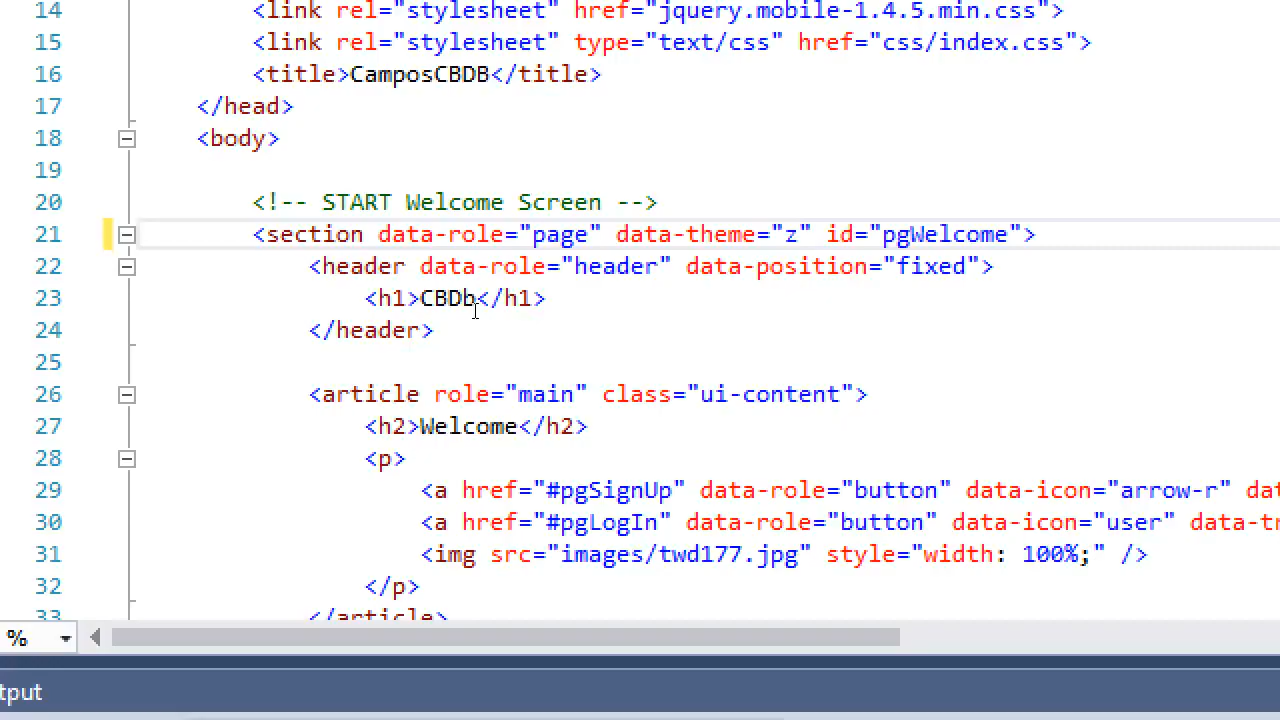 14 <link rel="stylesheet" href="jquery.mobile-1.4.5.min.css">
15 <link rel="stylesheet" type="text/css" href="css/index.css">
16 <title>CamposCBDB</title>
17 </head>
18 <body>
19
20 <!-- START Welcome Screen -->
21 <section data-role="page" data-theme="z" id="pgWelcome">
22 <header data-role="header" data-position="fixed">
23 <h1>CBDb</h1>
24 </header>
25
26 <article role="main" class="ui-content">
27 <h2>Welcome</h2>
28 <p>
29 <a href="#pgSignUp" data-role="button" data-icon="arrow-r" dat
30 <a href="#pgLogIn" data-role="button" data-icon="user" data-tr
31 <img src="images/twd177.jpg" style="width: 100%;" />
32 </p>
33 </article>
%
tput